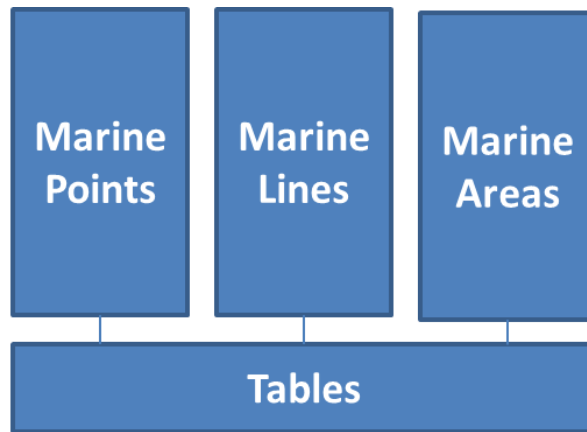 Marine
Points
Marine
Lines
Marine
Areas
Tables